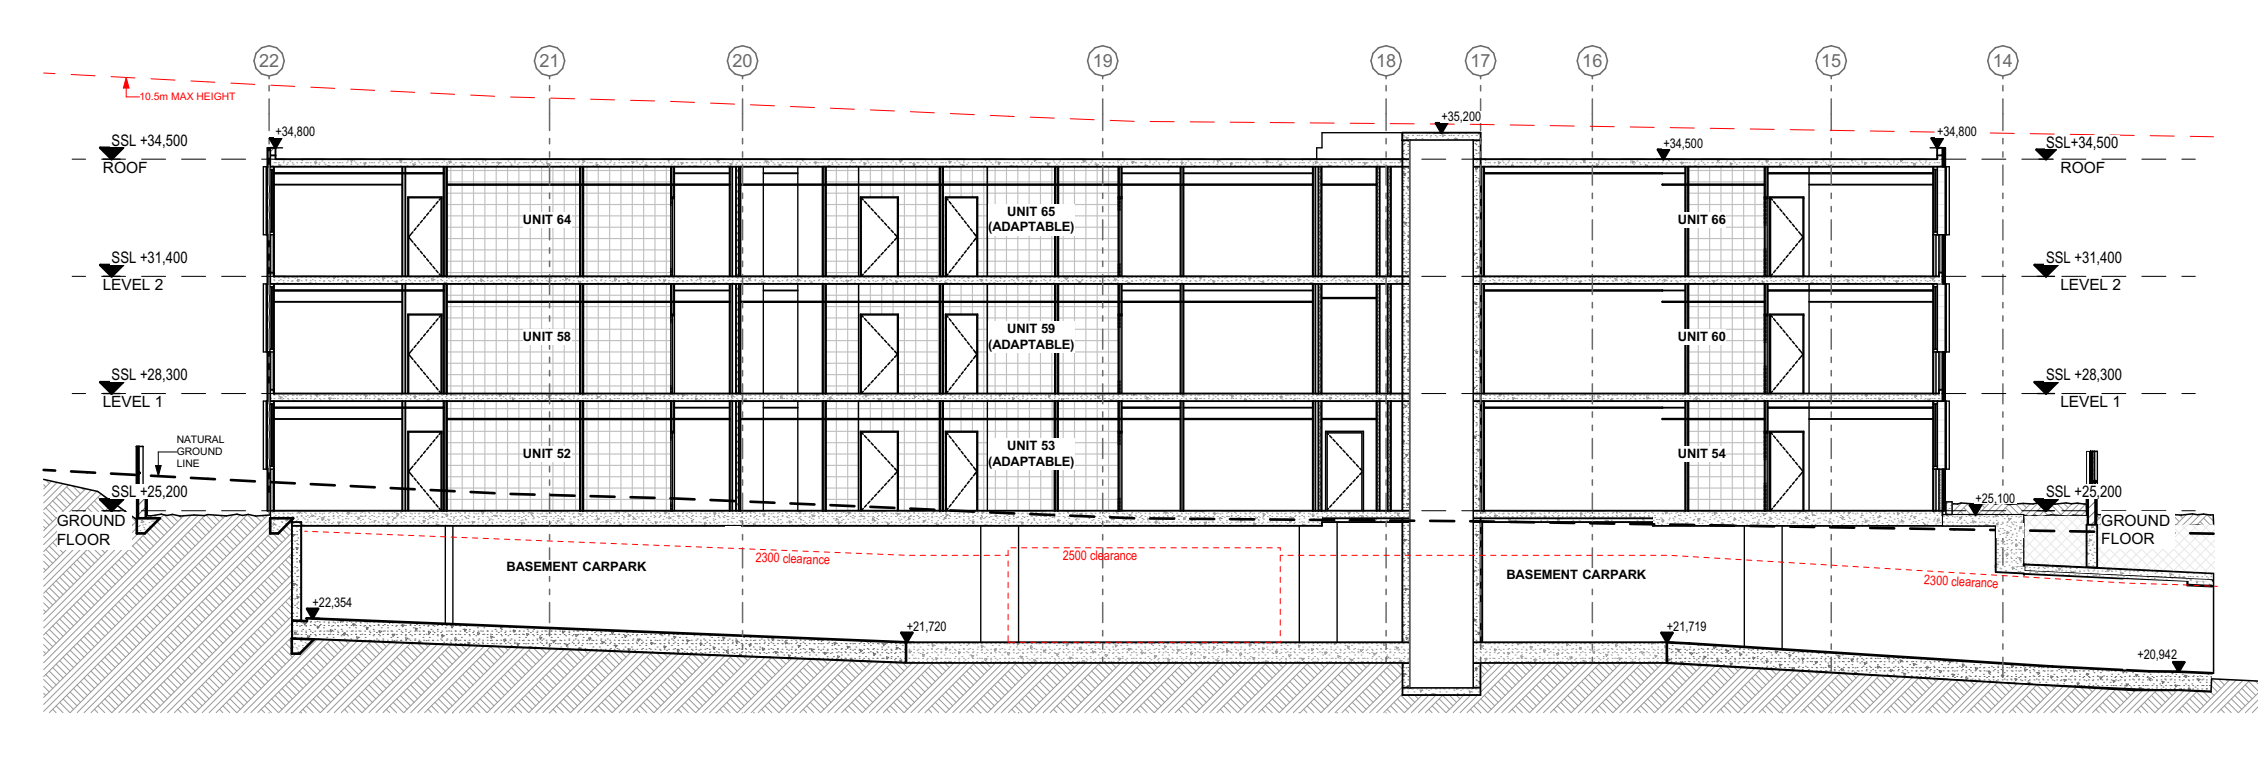 22 21 20 19 18 17 16 15 14
10.5m MAX HEIGHT
+35,200
+34,800
+34,800
SSL +34,500
ROOF
+34,500
SSL+34,500
ROOF
UNIT 64
UNIT 65
(ADAPTABLE)
UNIT 66
SSL +31,400
LEVEL 2
SSL +31,400
LEVEL 2
UNIT 58
UNIT 59
(ADAPTABLE)
UNIT 60
SSL +28,300
LEVEL 1
SSL +28,300
LEVEL 1
NATURAL
GROUND
LINE
UNIT 52
UNIT 53
(ADAPTABLE)
UNIT 54
SSL +25,200
GROUND
FLOOR
+25,100
SSL +25,200
GROUND
FLOOR
2300 clearance
2500 clearance
BASEMENT CARPARK
BASEMENT CARPARK
2300 clearance
+22,354
+21,720
+21,719
+20,942